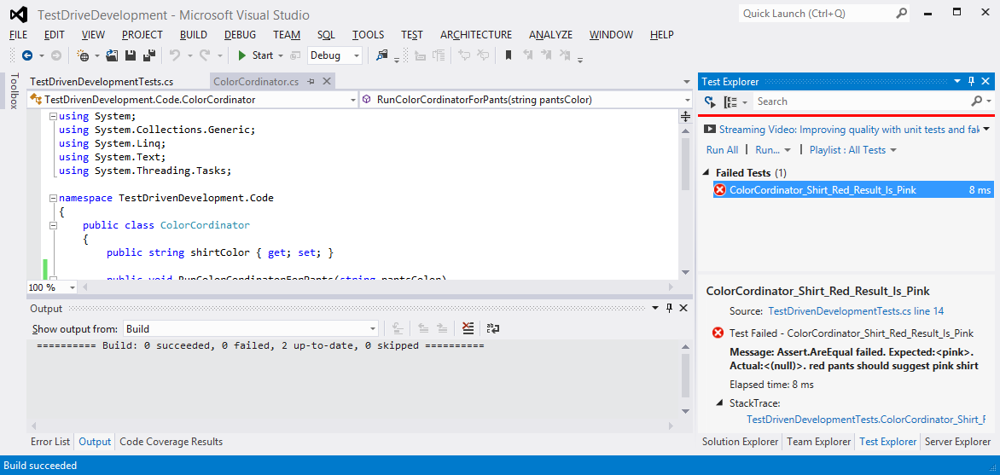 TestDriveDevelopment - Microsoft Visual Studio
Quick Launch (Ctrl+Q)
FILE EDIT VIEW PROJECT BUILD DEBUG TEAM SQL TOOLS TEST ARCHITECTURE ANALYZE WINDOW HELP
Start Debug
Toolbox
TestDrivenDevelopmentTests.cs ColorCordinator.cs
TestDrivenDevelopment.Code.ColorCordinator RunColorCordinatorForPants(string pantsColor)
using System;
using System.Collections.Generic;
using System.Linq;
using System.Text;
using System.Threading.Tasks;
namespace TestDrivenDevelopment.Code
{
public class ColorCordinator
{
public string shirtColor { get; set; }
public void RunColorCordinatorForPants(string pantsColor)
100 %
Output
Show output from: Build
========== Build: 0 succeeded, 0 failed, 2 up-to-date, 0 skipped ==========
Error List Output Code Coverage Results
Test Explorer
Search
Streaming Video: Improving quality with unit tests and fak
Run All Run... Playlist : All Tests
Failed Tests (1)
ColorCordinator_Shirt_Red_Result_Is_Pink 8 ms
ColorCordinator_Shirt_Red_Result_Is_Pink
Source: TestDrivenDevelopmentTests.cs line 14
Test Failed - ColorCordinator_Shirt_Red_Result_Is_Pink
Message: Assert.AreEqual failed. Expected:<pink>.
Actual:<(null)>. red pants should suggest pink shirt
Elapsed time: 8 ms
StackTrace:
TestDrivenDevelopmentTests.ColorCordinator_Shirt_F
Solution Explorer Team Explorer Test Explorer Server Explorer
Build succeeded